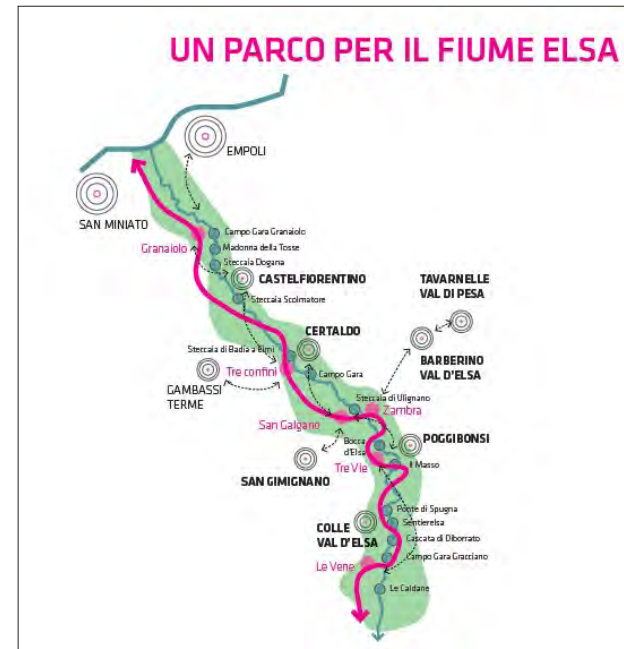 UN PARCO PER IL FIUME ELSA
EMPOLI
SAN MINIATO
Campo Gara Granaiolo
Granaiolo
Madonna della Tosse
Steccaia Dogana
CASTELFIORENTINO
TAVARNELLE
VAL DI PESA
Steccaia Scolmatore
CERTALDO
Steccaia di Badia a Elmi
BARBERINO
VAL D'ELSA
Tre confini
Campo Gara
GAMBASSI
TERME
Steccaia di Ulignano
Zambra
San Galgano
POGGIBONSI
Bocca
d'Elsa
Il Masso
Tre Vie
SAN GIMIGNANO
Ponte di Spugna
COLLE
VAL D'ELSA
Sentierelsa
Cascata di Diborrato
Campo Gara Gracciano
Le Vene
Le Caldane